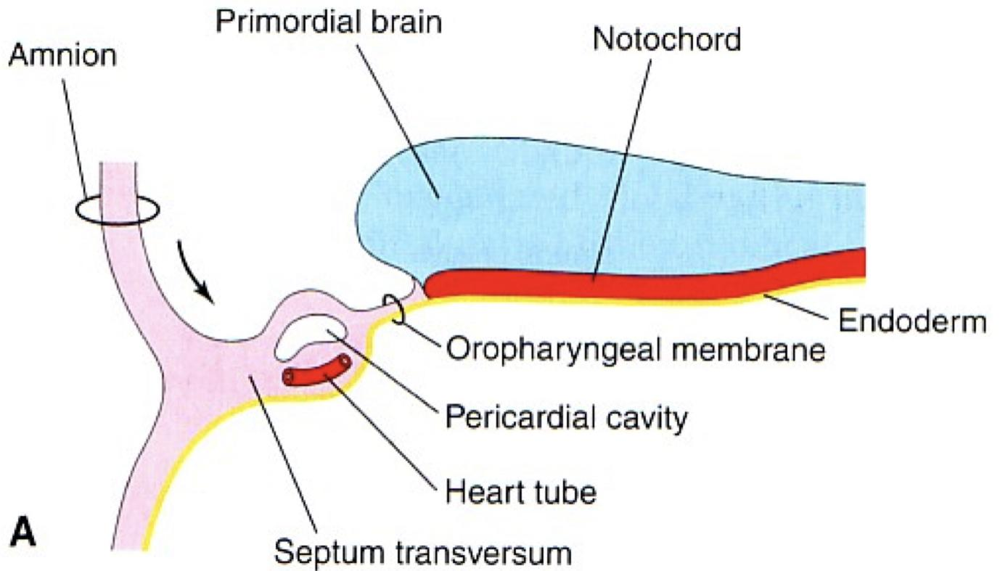 Primordial brain
Notochord
Amnion
Endoderm
Oropharyngeal membrane
Pericardial cavity
Heart tube
A
Septum transversum